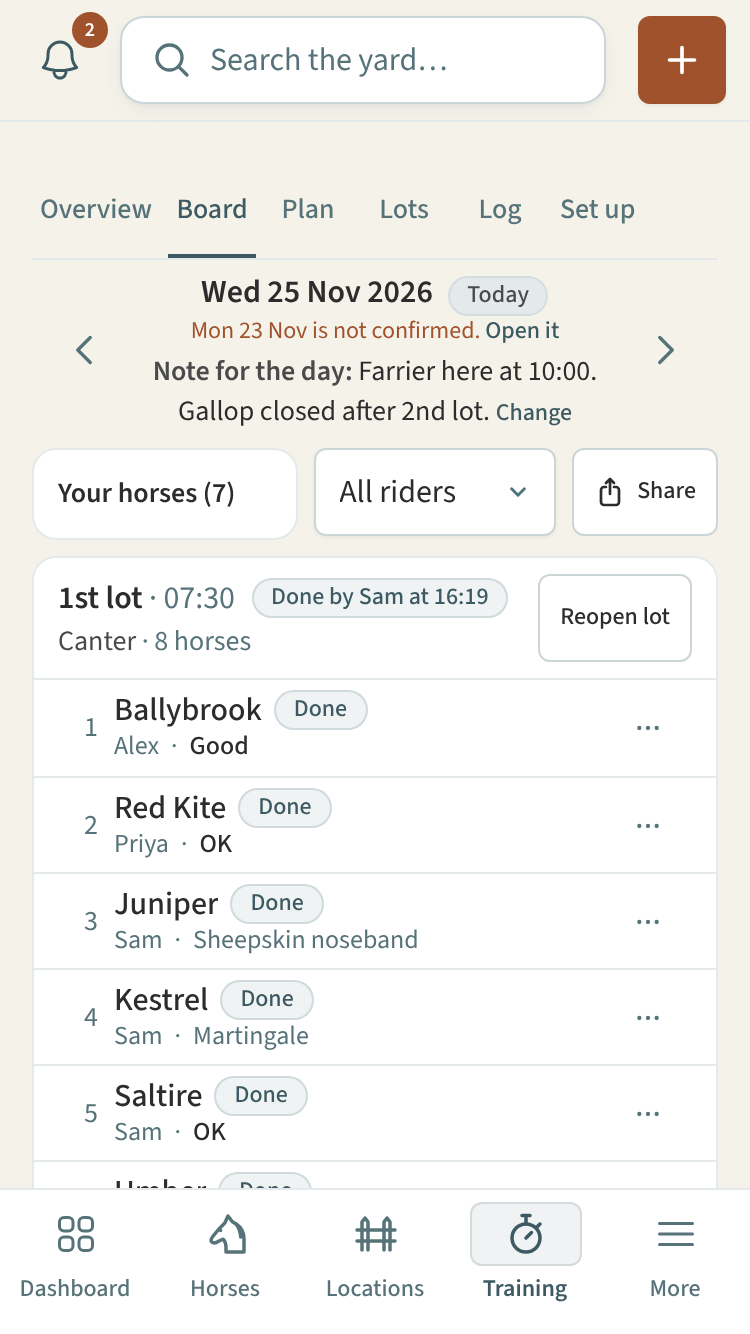 2
Search the yard…
Overview Board Plan Lots Log Set up
Wed 25 Nov 2026 Today
Mon 23 Nov is not confirmed. Open it
Note for the day: Farrier here at 10:00.
Gallop closed after 2nd lot. Change
Your horses (7) All riders Share
1st lot · 07:30 Done by Sam at 16:19
Reopen lot
Canter · 8 horses
1 Ballybrook Done
Alex · Good
2 Red Kite Done
Priya · OK
3 Juniper Done
Sam · Sheepskin noseband
4 Kestrel Done
Sam · Martingale
5 Saltire Done
Sam · OK
Dashboard Horses Locations Training More